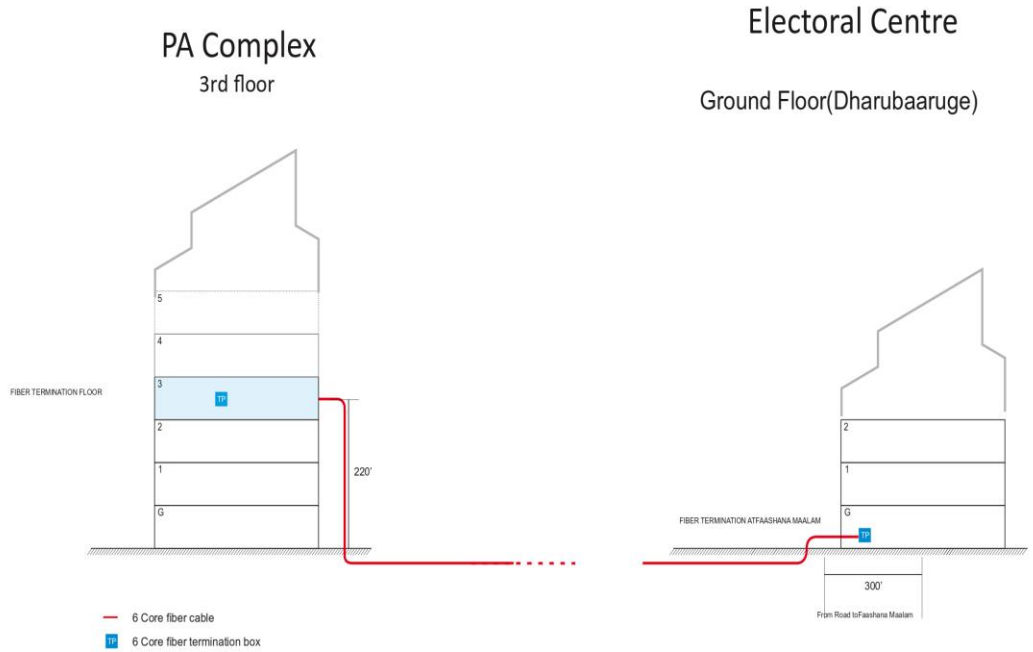 PA Complex
3rd floor
Electoral Centre
Ground Floor(Dharubaaruge)
5
4
FIBER TERMINATION FLOOR
3
TP
2
1
G
220'
2
1
FIBER TERMINATION ATFAASHANA MAALAM
G
TP
300'
From Road toFaashana Maalam
6 Core fiber cable
TP
6 Core fiber termination box